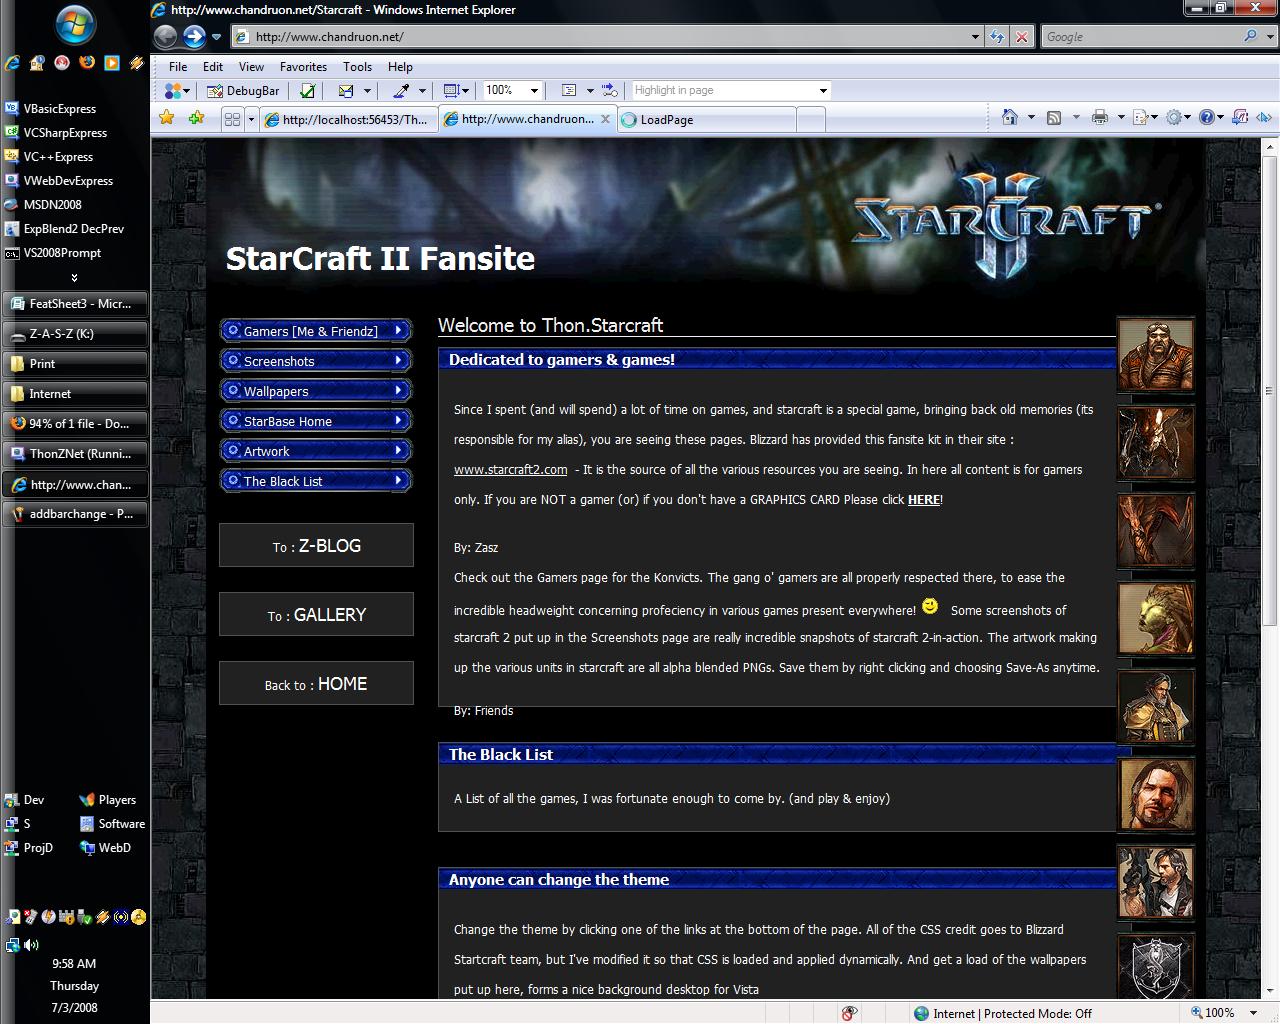 http://www.chandruon.net/Starcraft - Windows Internet Explorer
http://www.chandruon.net/
Google
File Edit View Favorites Tools Help
DebugBar
100%
Highlight in page
http://localhost:56453/Th...
http://www.chandruon...
LoadPage
VBasicExpress
VCSharpExpress
VC++Express
VWebDevExpress
MSDN2008
ExpBlend2 DecPrev
VS2008Prompt
FeatSheet3 - Micr...
Z-A-S-Z (K:)
Print
Internet
94% of 1 file - Do...
ThonZNet (Runni...
http://www.chan...
addbarchange - P...
Dev Players
S Software
ProjD WebD
9:58 AM
Thursday
7/3/2008
STARCRAFT II
StarCraft II Fansite
Gamers [Me & Friendz]
Screenshots
Wallpapers
StarBase Home
Artwork
The Black List
To : Z-BLOG
To : GALLERY
Back to : HOME
Welcome to Thon.Starcraft
Dedicated to gamers & games!
Since I spent (and will spend) a lot of time on games, and starcraft is a special game, bringing back old memories (its
responsible for my alias), you are seeing these pages. Blizzard has provided this fansite kit in their site :
www.starcraft2.com - It is the source of all the various resources you are seeing. In here all content is for gamers
only. If you are NOT a gamer (or) if you don't have a GRAPHICS CARD Please click HERE!
By: Zasz
Check out the Gamers page for the Konvicts. The gang o' gamers are all properly respected there, to ease the
incredible headweight concerning profeciency in various games present everywhere! Some screenshots of
starcraft 2 put up in the Screenshots page are really incredible snapshots of starcraft 2-in-action. The artwork making
up the various units in starcraft are all alpha blended PNGs. Save them by right clicking and choosing Save-As anytime.
By: Friends
The Black List
A List of all the games, I was fortunate enough to come by. (and play & enjoy)
Anyone can change the theme
Change the theme by clicking one of the links at the bottom of the page. All of the CSS credit goes to Blizzard
Startcraft team, but I've modified it so that CSS is loaded and applied dynamically. And get a load of the wallpapers
put up here, forms a nice background desktop for Vista
Internet | Protected Mode: Off
100%